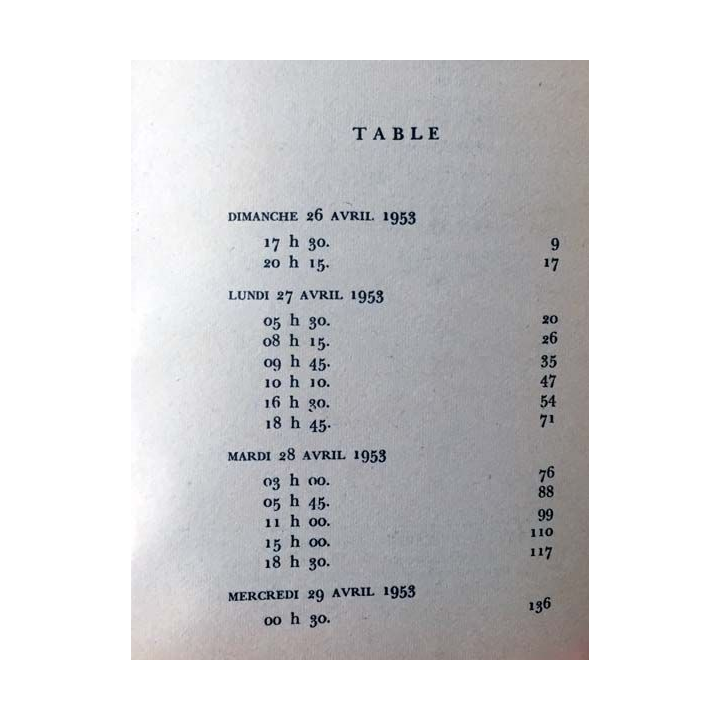 TABLE
DIMANCHE 26 AVRIL 1953
17 h 30. 9
20 h 15. 17
LUNDI 27 AVRIL 1953
05 h 30. 20
08 h 15. 26
09 h 45. 35
10 h 10. 47
16 h 30. 54
18 h 45. 71
MARDI 28 AVRIL 1953
03 h 00. 76
05 h 45. 88
11 h 00. 99
15 h 00. 110
18 h 30. 117
MERCREDI 29 AVRIL 1953
00 h 30. 136